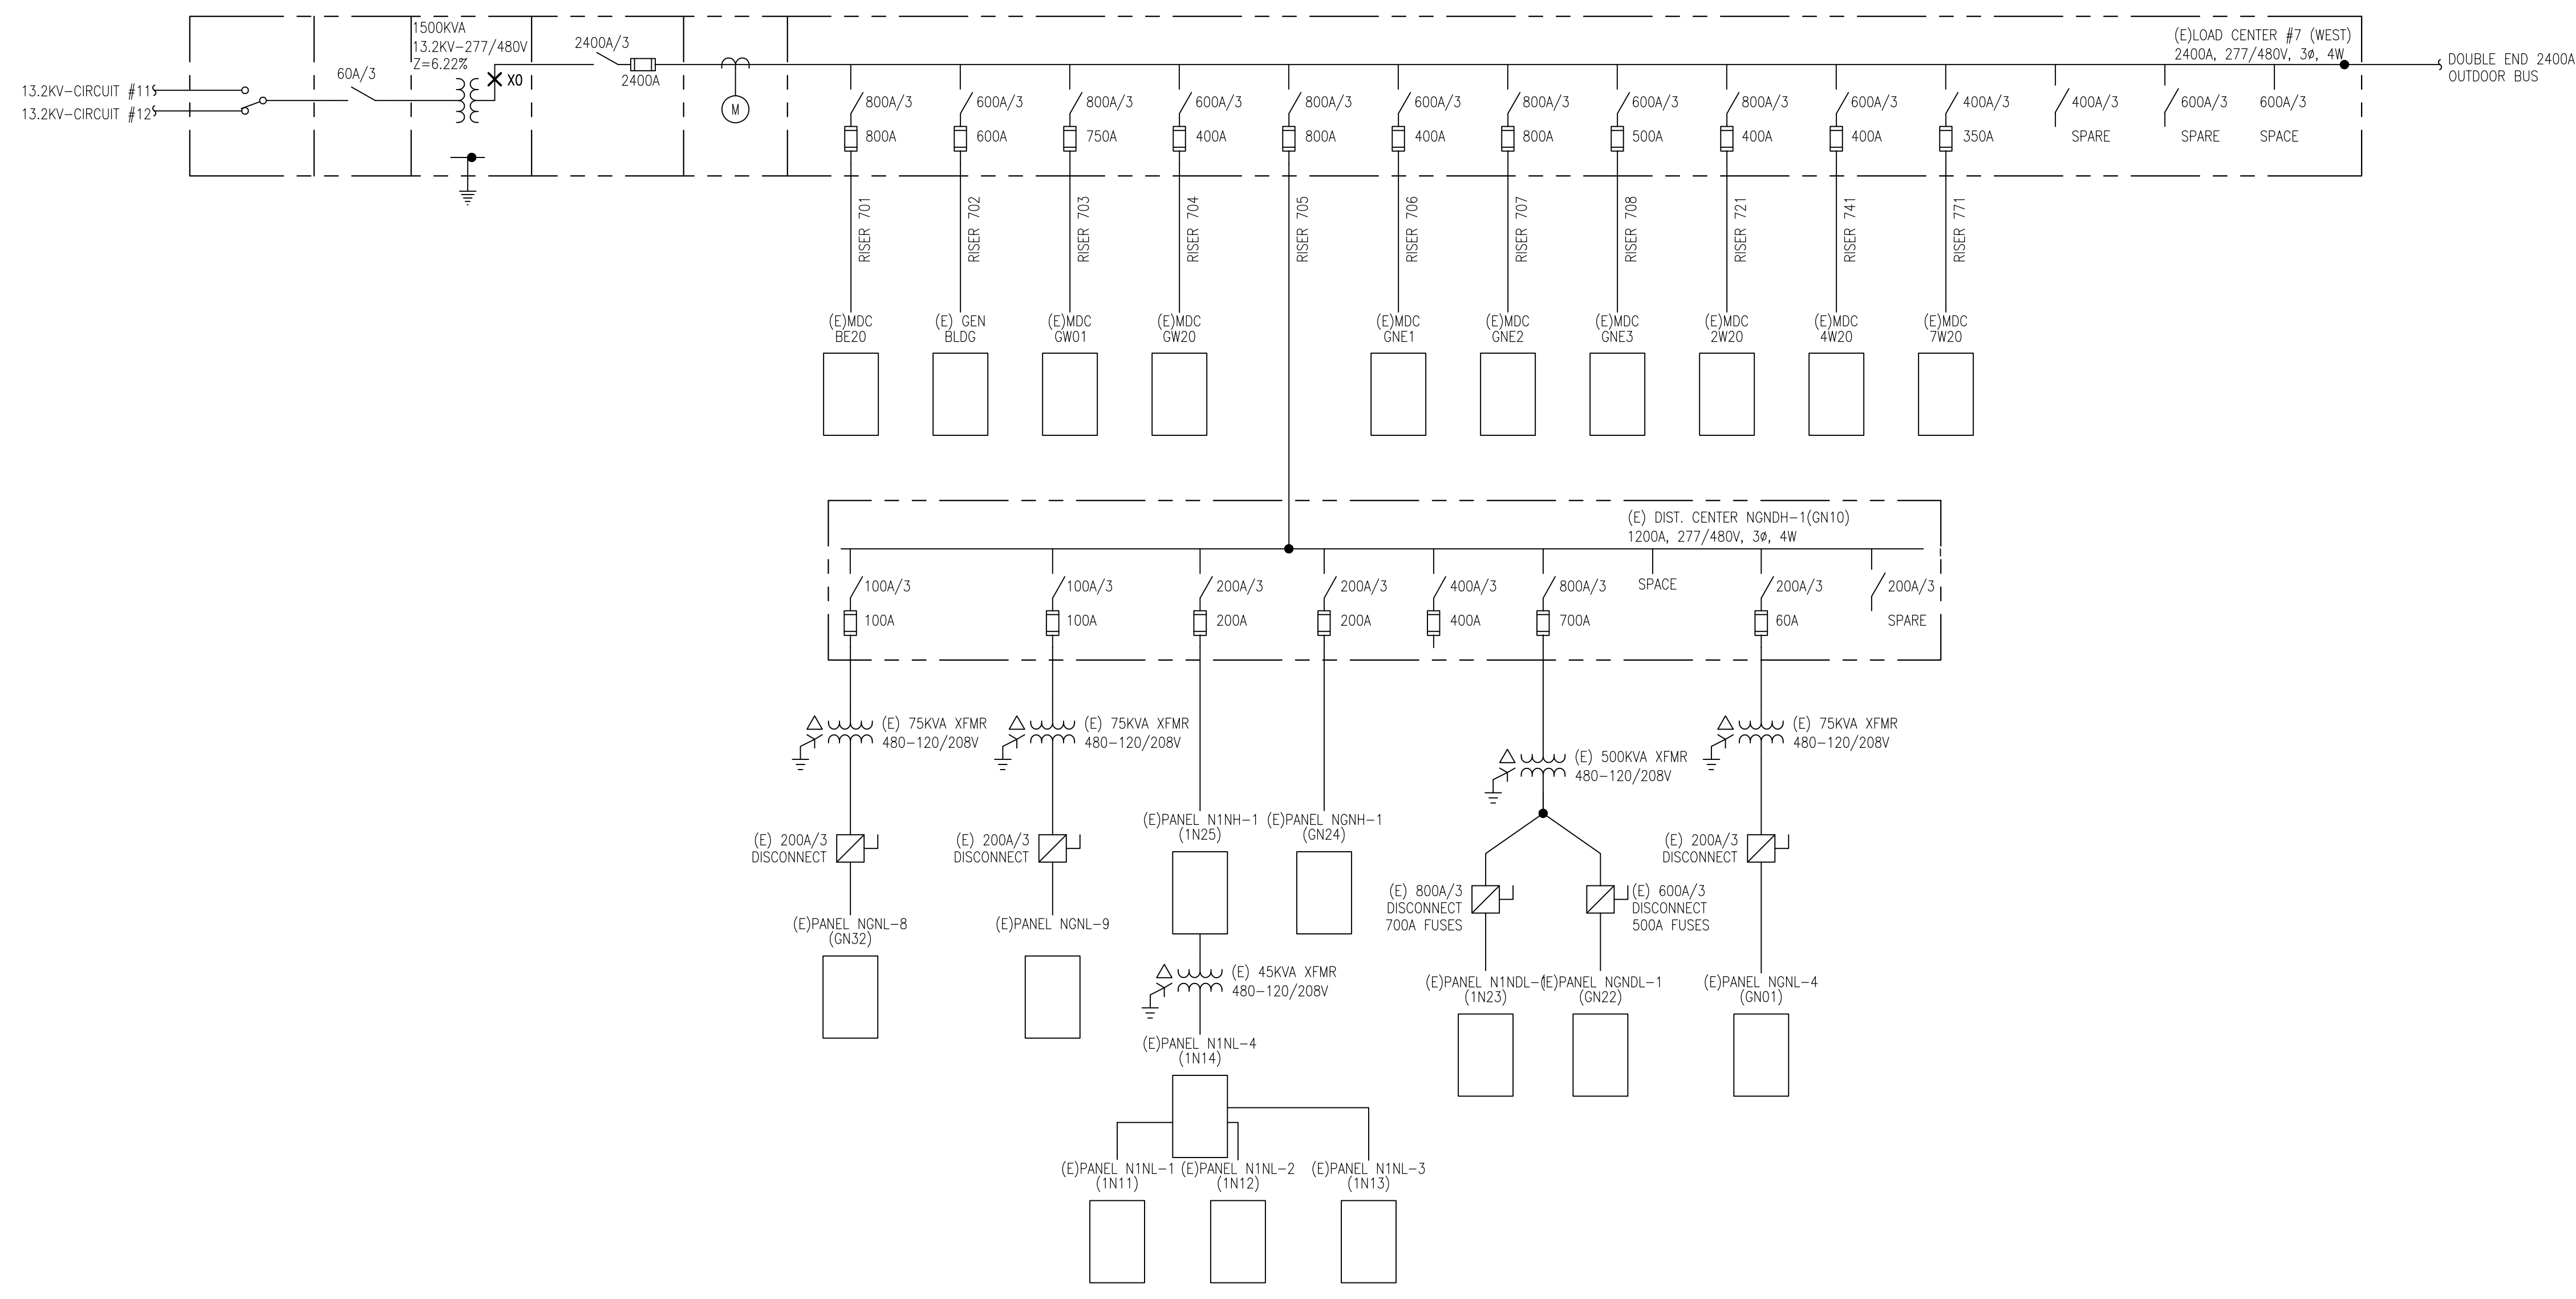 1500KVA
13.2KV-277/480V
Z=6.22%
13.2KV-CIRCUIT #11
13.2KV-CIRCUIT #12
60A/3
X0
2400A/3
2400A
M
(E)LOAD CENTER #7 (WEST)
2400A, 277/480V, 3ø, 4W
DOUBLE END 2400A
OUTDOOR BUS
800A/3
800A
600A/3
600A
800A/3
750A
600A/3
400A
800A/3
800A
600A/3
400A
800A/3
800A
600A/3
500A
800A/3
400A
600A/3
400A
400A/3
350A
400A/3
SPARE
600A/3
SPARE
600A/3
SPACE
RISER 701
RISER 702
RISER 703
RISER 704
RISER 705
RISER 706
RISER 707
RISER 708
RISER 721
RISER 741
RISER 771
(E)MDC
BE20
(E) GEN
BLDG
(E)MDC
GW01
(E)MDC
GW20
(E)MDC
GNE1
(E)MDC
GNE2
(E)MDC
GNE3
(E)MDC
2W20
(E)MDC
4W20
(E)MDC
7W20
(E) DIST. CENTER NGNDH-1(GN10)
1200A, 277/480V, 3ø, 4W
100A/3
100A
100A/3
100A
200A/3
200A
200A/3
200A
400A/3
400A
800A/3
700A
SPACE
200A/3
60A
200A/3
SPARE
(E) 75KVA XFMR
480-120/208V
(E) 75KVA XFMR
480-120/208V
(E) 500KVA XFMR
480-120/208V
(E) 75KVA XFMR
480-120/208V
(E) 200A/3
DISCONNECT
(E) 200A/3
DISCONNECT
(E)PANEL N1NH-1
(1N25)
(E)PANEL NGNH-1
(GN24)
(E) 200A/3
DISCONNECT
(E) 800A/3
DISCONNECT
700A FUSES
(E) 600A/3
DISCONNECT
500A FUSES
(E)PANEL NGNL-8
(GN32)
(E)PANEL NGNL-9
(E) 45KVA XFMR
480-120/208V
(E)PANEL N1NDL-1
(1N23)
(E)PANEL NGNDL-1
(GN22)
(E)PANEL NGNL-4
(GN01)
(E)PANEL N1NL-4
(1N14)
(E)PANEL N1NL-1
(1N11)
(E)PANEL N1NL-2
(1N12)
(E)PANEL N1NL-3
(1N13)